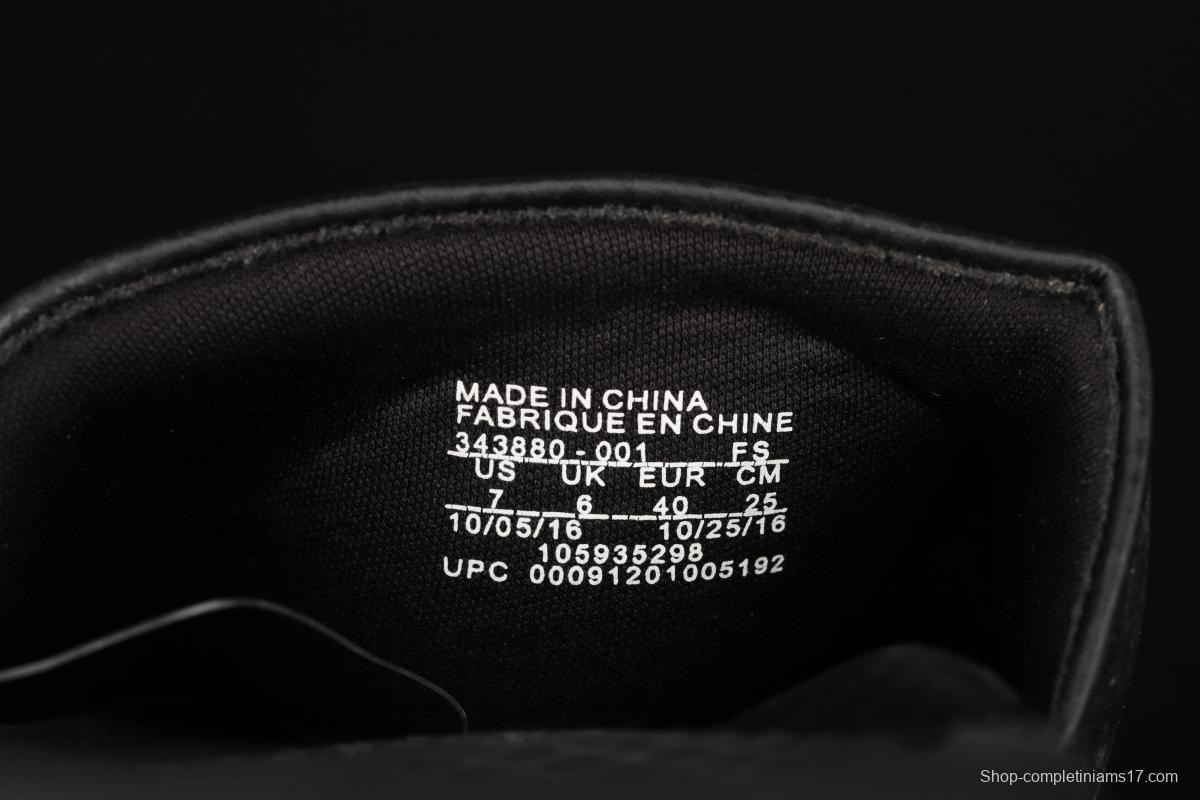 MADE IN CHINA
FABRIQUE EN CHINE
343880-001 FS
US UK EUR CM
7 6 40 25
10/05/16 10/25/16
105935298
UPC 00091201005192
Shop-completiniams17.com